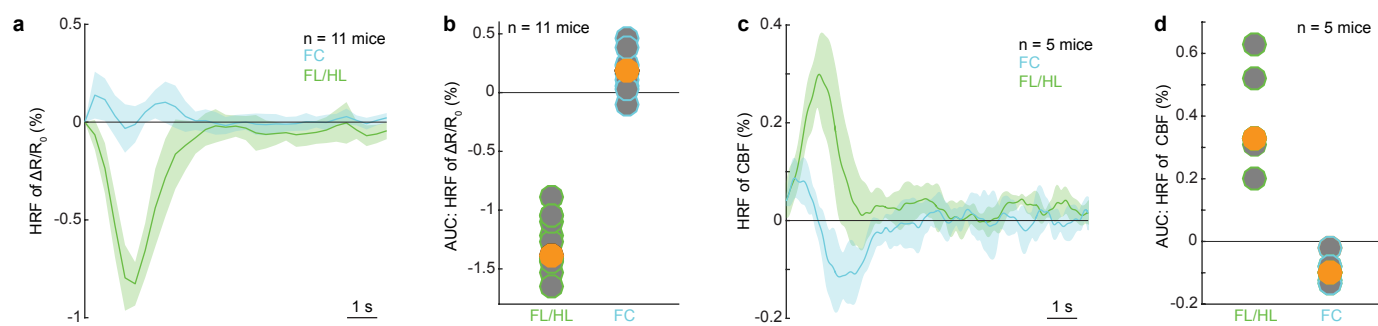 a
HRF of ΔR/R0 (%)
0.5
0
-0.5
-1
n = 11 mice
FC
FL/HL
1 s
b
AUC: HRF of ΔR/R0 (%)
n = 11 mice
0.5
0
-0.5
-1
-1.5
FL/HL
FC
c
HRF of CBF (%)
0.4
0.2
0
-0.2
n = 5 mice
FC
FL/HL
1 s
d
AUC: HRF of CBF (%)
n = 5 mice
0.6
0.4
0.2
0
-0.2
FL/HL
FC